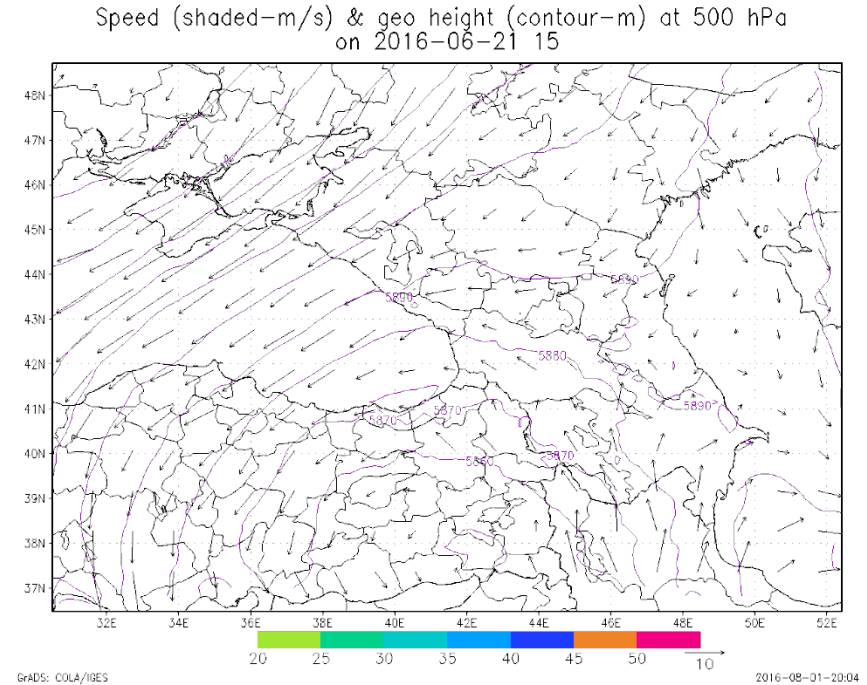 Speed (shaded-m/s) & geo height (contour-m) at 500 hPa
on 2016-06-21 15
48N
47N
46N
45N
44N
5890
5890
43N
42N
5880
41N
5870
5870
5890
40N
5860
5870
39N
38N
37N
32E 34E 36E 38E 40E 42E 44E 46E 48E 50E 52E
20 25 30 35 40 45 50 10
GrADS: COLA/IGES 2016-08-01-20:04